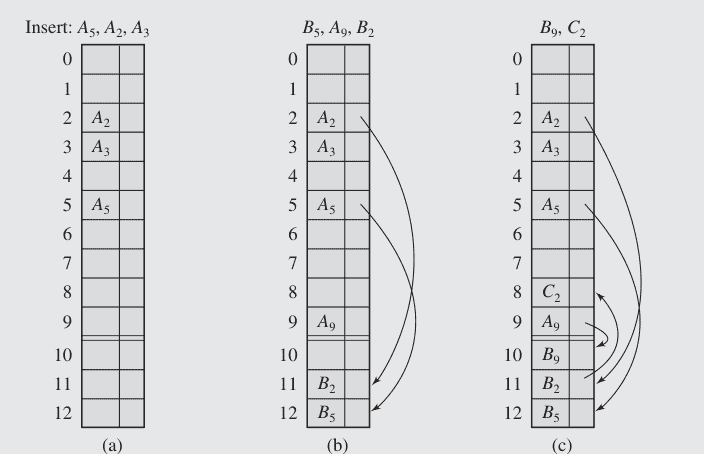 Insert: A₅, A₂, A₃ B₅, A₉, B₂ B₉, C₂
0 0 0
1 1 1
2 A₂ 2 A₂ 2 A₂
3 A₃ 3 A₃ 3 A₃
4 4 4
5 A₅ 5 A₅ 5 A₅
6 6 6
7 7 7
8 8 8 C₂
9 9 A₉ 9 A₉
10 10 10 B₉
11 11 B₂ 11 B₂
12 12 B₅ 12 B₅
(a) (b) (c)